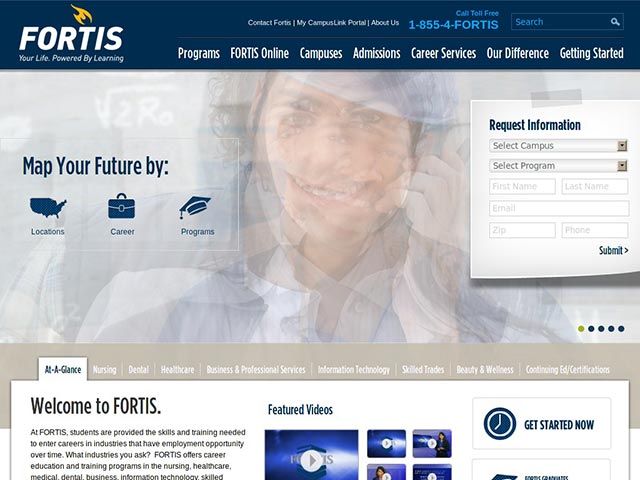 Contact Fortis | My CampusLink Portal | About Us
Call Toll Free
1-855-4-FORTIS
Search
FORTIS
Your Life. Powered By Learning
Programs FORTIS Online Campuses Admissions Career Services Our Difference Getting Started
Map Your Future by:
Locations Career Programs
Request Information
Select Campus
Select Program
First Name Last Name
Email
Zip Phone
Submit >
At-A-Glance Nursing Dental Healthcare Business & Professional Services Information Technology Skilled Trades Beauty & Wellness Continuing Ed/Certifications
Welcome to FORTIS.
At FORTIS, students are provided the skills and training needed
to enter careers in industries that have employment opportunity
over time. What industries you ask? FORTIS offers career
education and training programs in the nursing, healthcare,
medical, dental, business, information technology, skilled
Featured Videos
GET STARTED NOW
FORTIS GRADUATES